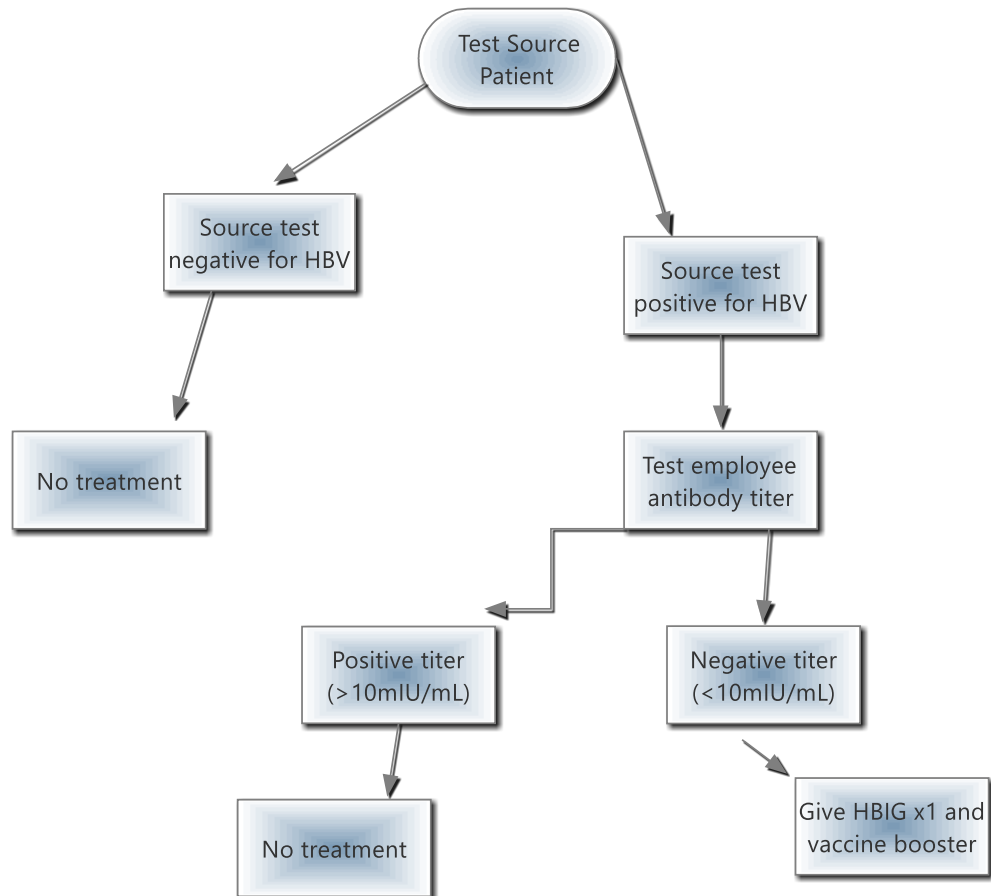 Test Source
Patient
Source test
negative for HBV
Source test
positive for HBV
No treatment
Test employee
antibody titer
Positive titer
(>10mIU/mL)
Negative titer
(<10mIU/mL)
No treatment
Give HBIG x1 and
vaccine booster